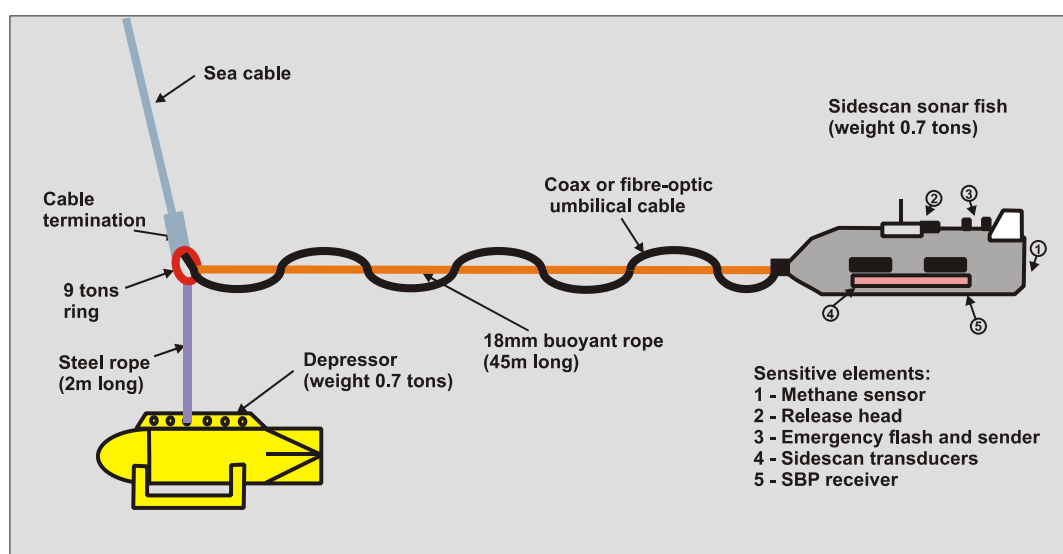 Sea cable
Sidescan sonar fish
(weight 0.7 tons)
Cable
termination
Coax or fibre-optic
umbilical cable
2
3
1
9 tons
ring
4
5
18mm buoyant rope
(45m long)
Steel rope
(2m long)
Depressor
(weight 0.7 tons)
Sensitive elements:
1 - Methane sensor
2 - Release head
3 - Emergency flash and sender
4 - Sidescan transducers
5 - SBP receiver